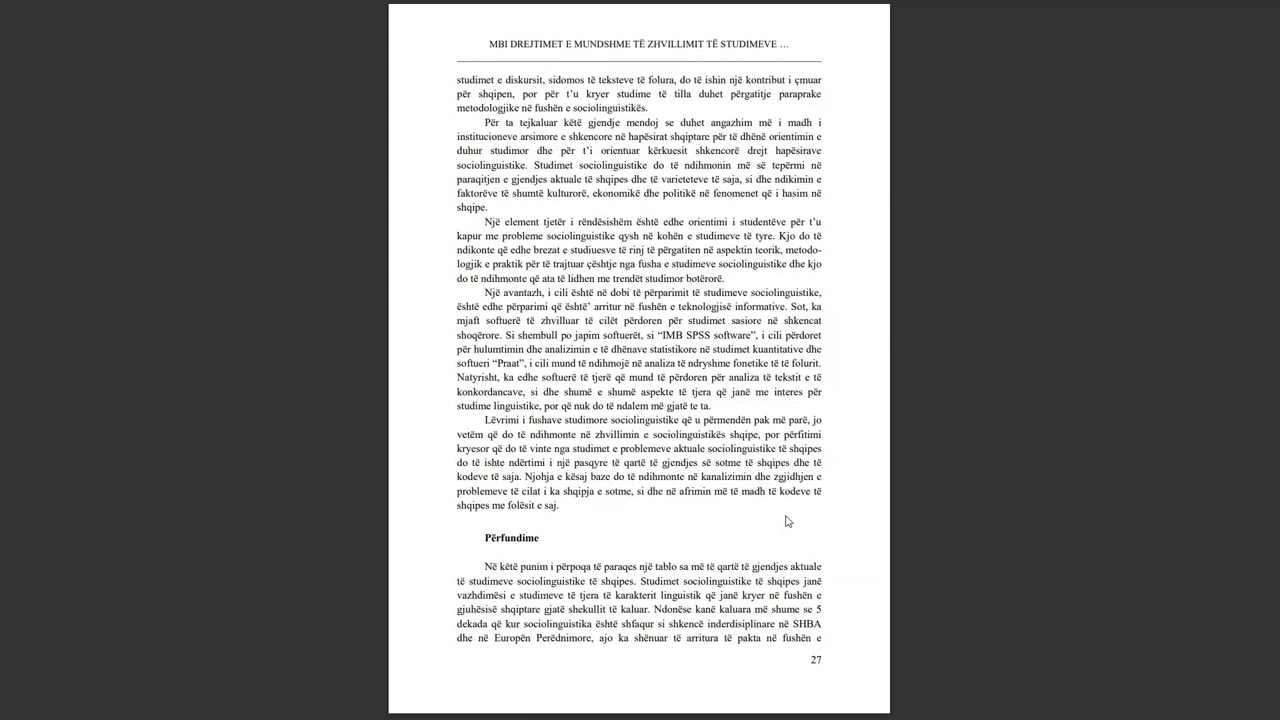 MBI DREJTIMET E MUNDSHME TË ZHVILLIMIT TË STUDIMEVE …
studimet e diskursit, sidomos të teksteve të folura, do të ishin një kontribut i çmuar
për shqipen, por për t’u kryer studime të tilla duhet përgatitje paraprake
metodologjike në fushën e sociolinguistikës.
Për ta tejkaluar këtë gjendje mendoj se duhet angazhim më i madh i
institucioneve arsimore e shkencore në hapësirat shqiptare për të dhënë orientimin e
duhur studimor dhe për t’i orientuar kërkuesit shkencorë drejt hapësirave
sociolinguistike. Studimet sociolinguistike do të ndihmonin më së tepërmi në
paraqitjen e gjendjes aktuale të shqipes dhe të varieteteve të saja, si dhe ndikimin e
faktorëve të shumtë kulturorë, ekonomikë dhe politikë në fenomenet që i hasim në
shqipe.
Një element tjetër i rëndësishëm është edhe orientimi i studentëve për t’u
kapur me probleme sociolinguistike qysh në kohën e studimeve të tyre. Kjo do të
ndikonte që edhe brezat e studiuesve të rinj të përgatiten në aspektin teorik, metodo-
logjik e praktik për të trajtuar çështje nga fusha e studimeve sociolinguistike dhe kjo
do të ndihmonte që ata të lidhen me trendët studimor botërorë.
Një avantazh, i cili është në dobi të përparimit të studimeve sociolinguistike,
është edhe përparimi që është’ arritur në fushën e teknologjisë informative. Sot, ka
mjaft softuerë të zhvilluar të cilët përdoren për studimet sasiore në shkencat
shoqërore. Si shembull po japim softuerët, si “IMB SPSS software”, i cili përdoret
për hulumtimin dhe analizimin e të dhënave statistikore në studimet kuantitative dhe
softueri “Praat”, i cili mund të ndihmojë në analiza të ndryshme fonetike të të folurit.
Natyrisht, ka edhe softuerë të tjerë që mund të përdoren për analiza të tekstit e të
konkordancave, si dhe shumë e shumë aspekte të tjera që janë me interes për
studime linguistike, por që nuk do të ndalem më gjatë te ta.
Lëvrimi i fushave studimore sociolinguistike që u përmendën pak më parë, jo
vetëm që do të ndihmonte në zhvillimin e sociolinguistikës shqipe, por përfitimi
kryesor që do të vinte nga studimet e problemeve aktuale sociolinguistike të shqipes
do të ishte ndërtimi i një pasqyre të qartë të gjendjes së sotme të shqipes dhe të
kodeve të saja. Njohja e kësaj baze do të ndihmonte në kanalizimin dhe zgjidhjen e
problemeve të cilat i ka shqipja e sotme, si dhe në afrimin më të madh të kodeve të
shqipes me folësit e saj.
Përfundime
Në këtë punim i përpoqa të paraqes një tablo sa më të qartë të gjendjes aktuale
të studimeve sociolinguistike të shqipes. Studimet sociolinguistike të shqipes janë
vazhdimësi e studimeve të tjera të karakterit linguistik që janë kryer në fushën e
gjuhësisë shqiptare gjatë shekullit të kaluar. Ndonëse kanë kaluara më shume se 5
dekada që kur sociolinguistika është shfaqur si shkencë inderdisiplinare në SHBA
dhe në Europën Perëdnimore, ajo ka shënuar të arritura të pakta në fushën e
27